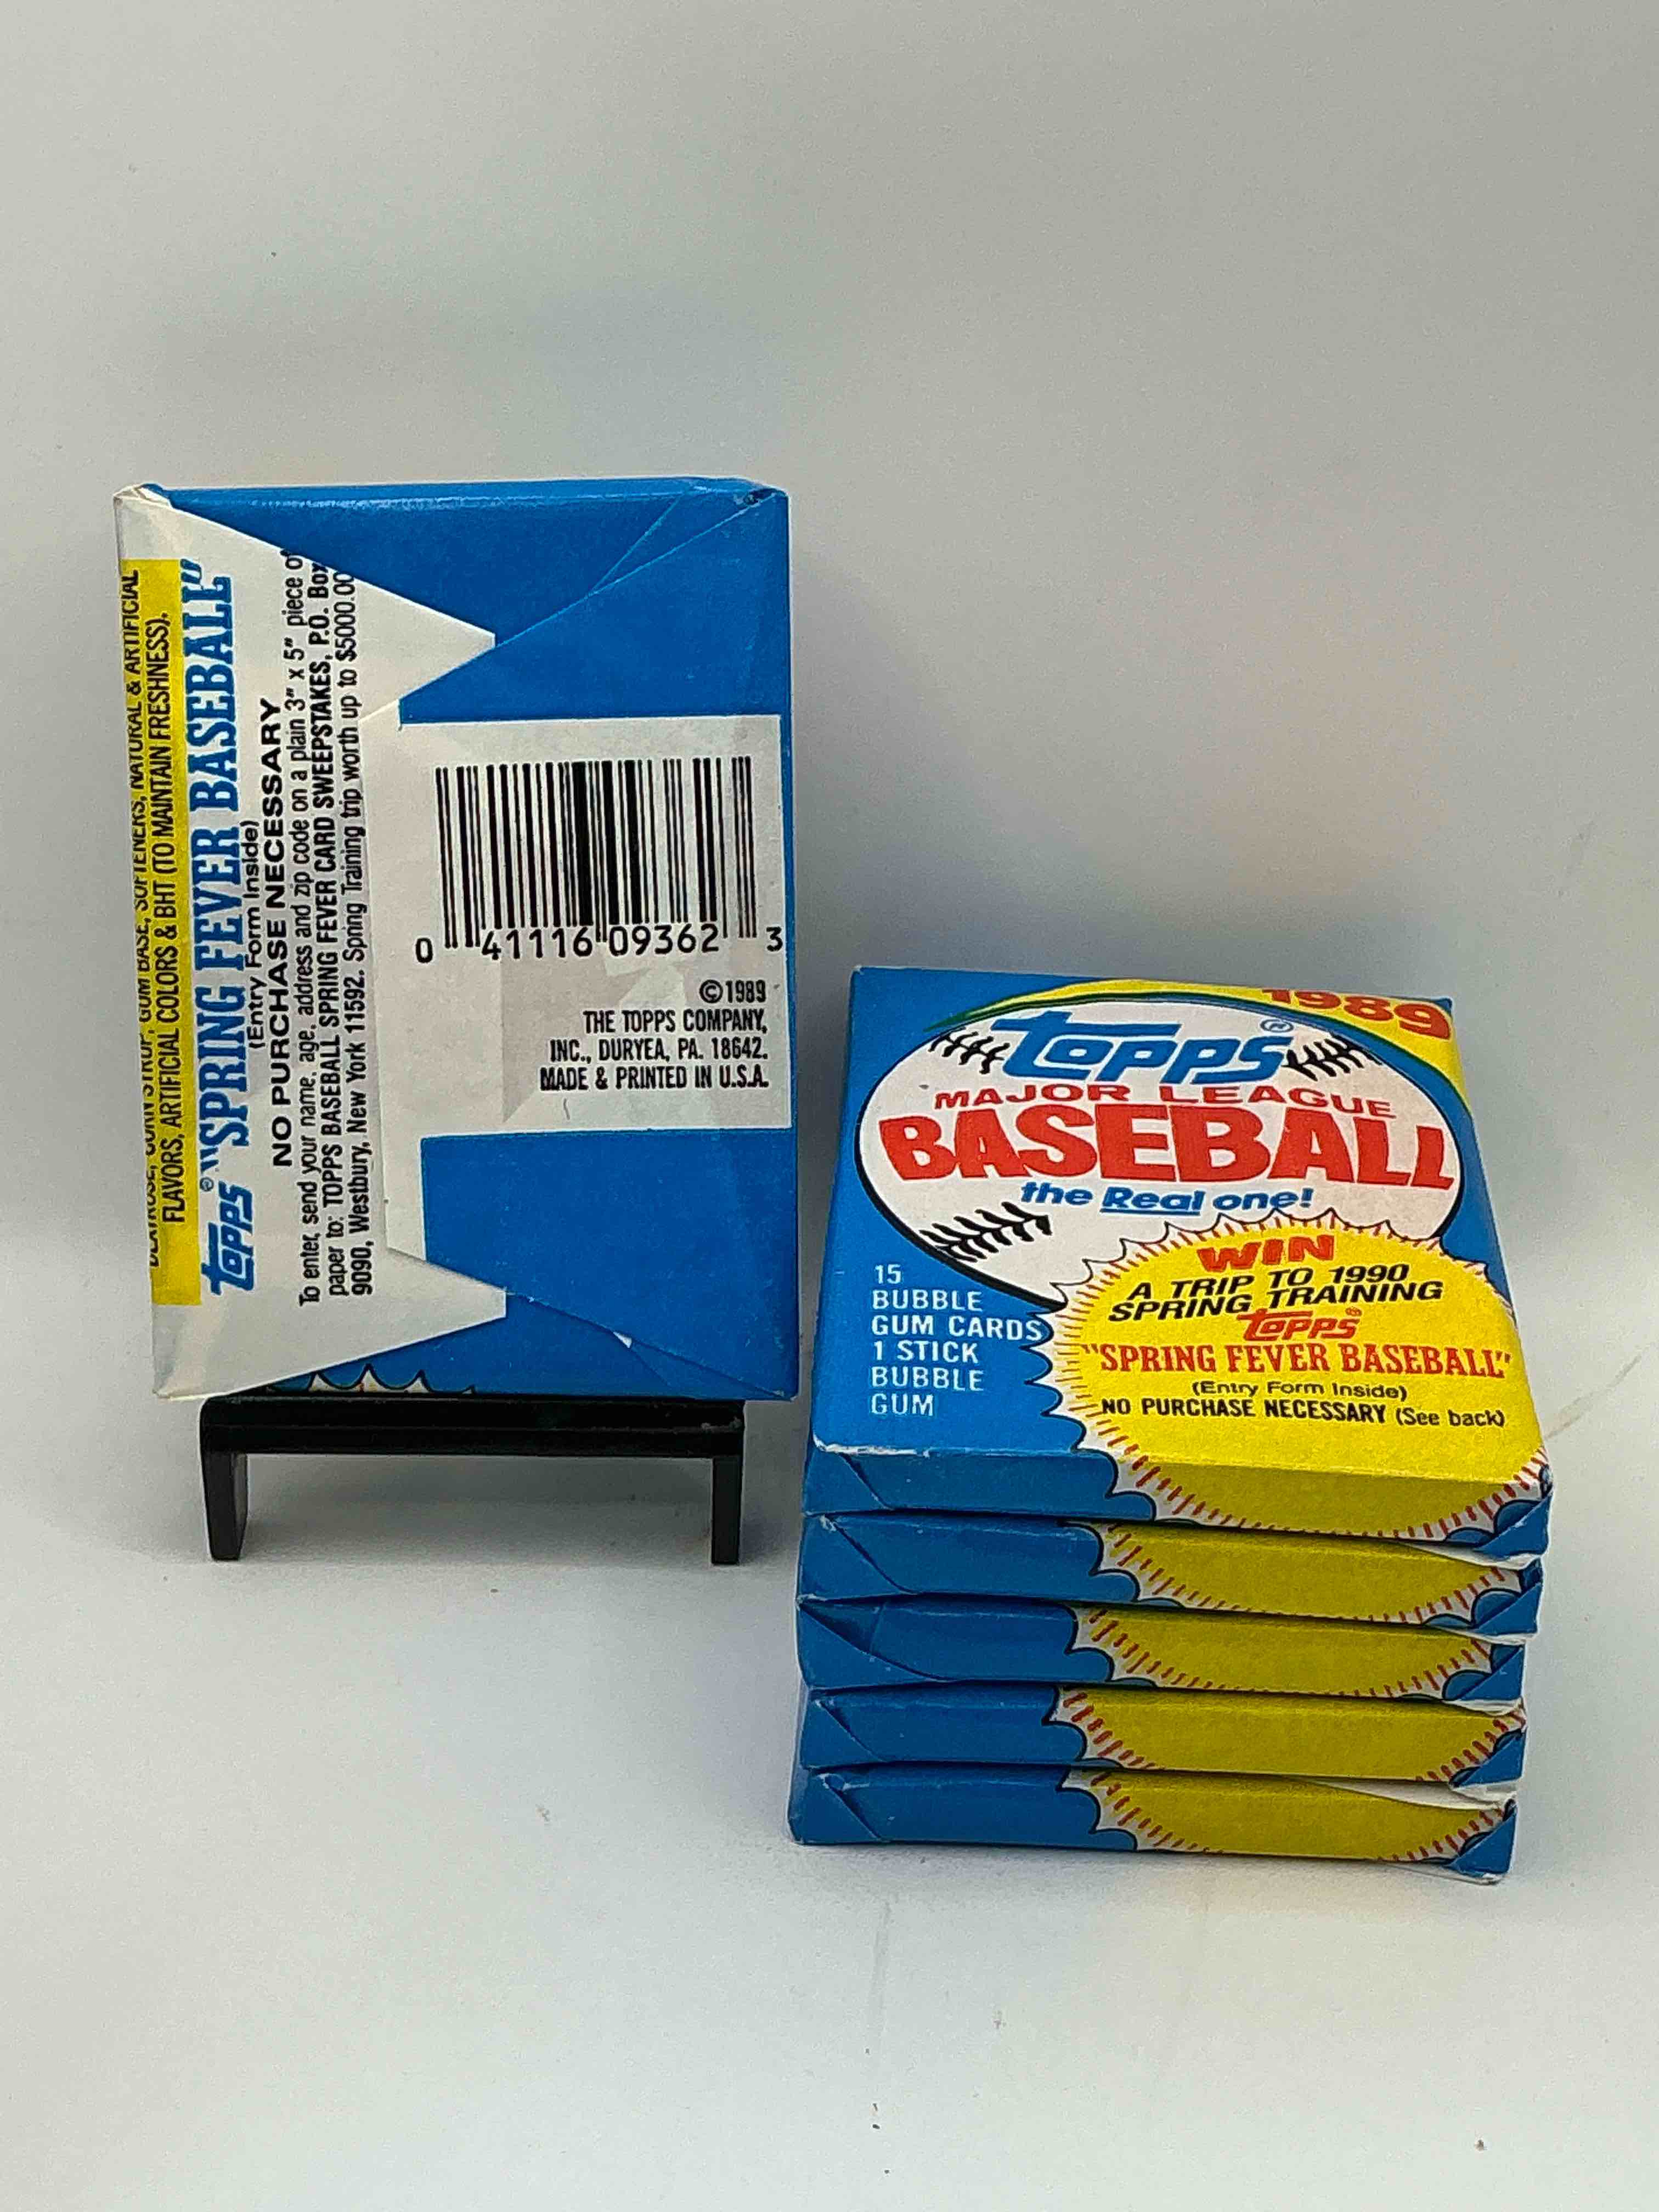 DEXTROSE, CORN SYRUP, GUM BASE, SOFTENERS, NATURAL & ARTIFICIAL
FLAVORS, ARTIFICIAL COLORS & BHT (TO MAINTAIN FRESHNESS).
TOPPS® "SPRING FEVER BASEBALL"
(Entry Form Inside)
NO PURCHASE NECESSARY
To enter, send your name, age, address and zip code on a plain 3" x 5" piece of
paper to: TOPPS BASEBALL SPRING FEVER CARD SWEEPSTAKES, P.O. Box
9090, Westbury, New York 11592. Spring Training trip worth up to $5000.00
0 41116 09362 3
©1989
THE TOPPS COMPANY,
INC., DURYEA, PA. 18642.
MADE & PRINTED IN U.S.A.
1989
TOPPS®
MAJOR LEAGUE
BASEBALL
the Real one!
15
BUBBLE
GUM CARDS
1 STICK
BUBBLE
GUM
WIN
A TRIP TO 1990
SPRING TRAINING
TOPPS®
"SPRING FEVER BASEBALL"
(Entry Form Inside)
NO PURCHASE NECESSARY (See back)